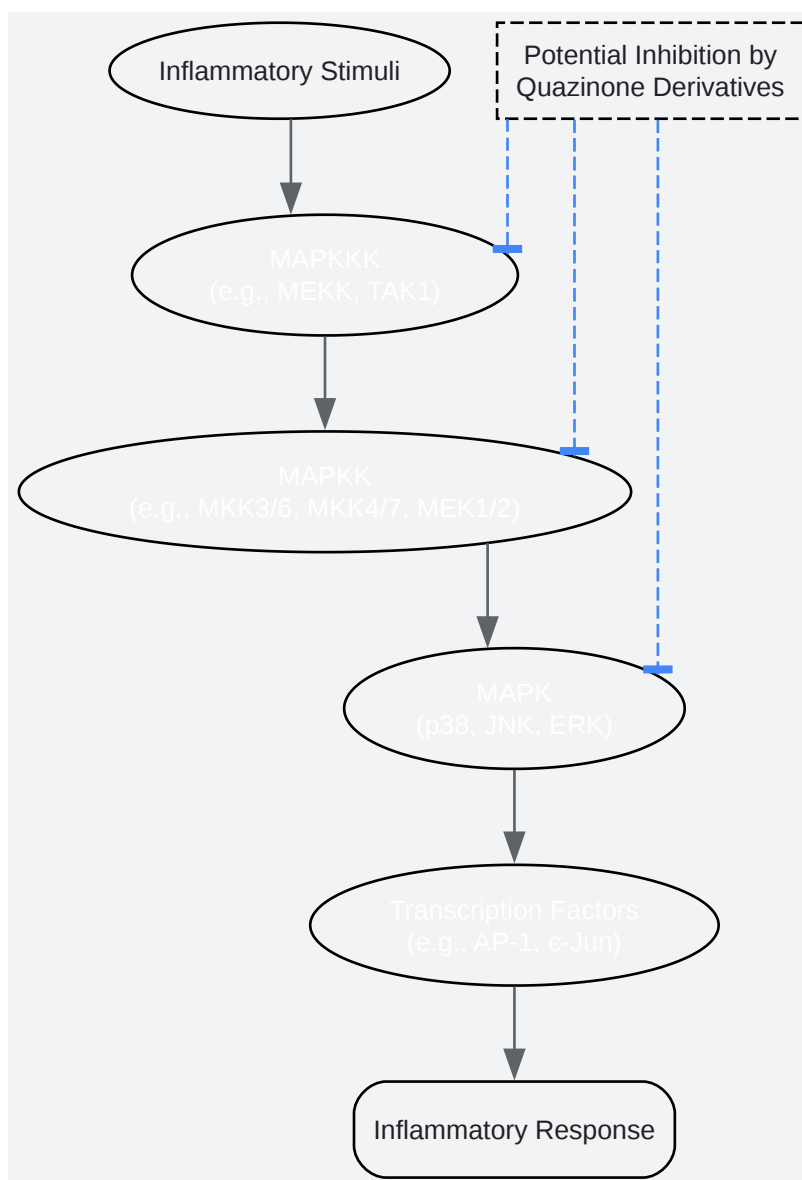 Inflammatory Stimuli
Potential Inhibition by
Quazinone Derivatives
MAPKKK
(e.g., MEKK, TAK1)
MAPKK
(e.g., MKK3/6, MKK4/7, MEK1/2)
MAPK
(p38, JNK, ERK)
Transcription Factors
(e.g., AP-1, c-Jun)
Inflammatory Response